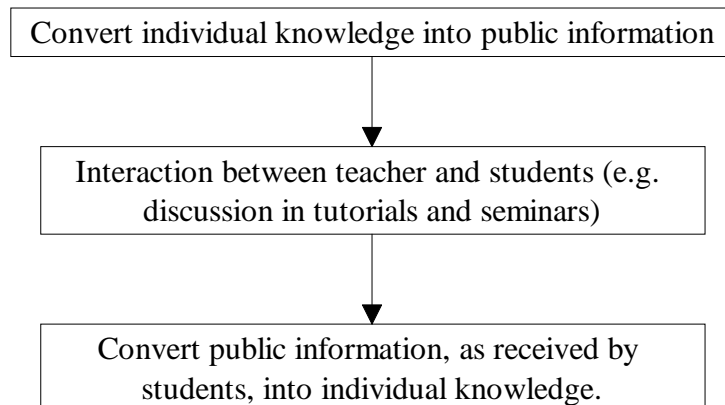 Convert individual knowledge into public information
Interaction between teacher and students (e.g.
discussion in tutorials and seminars)
Convert public information, as received by
students, into individual knowledge.